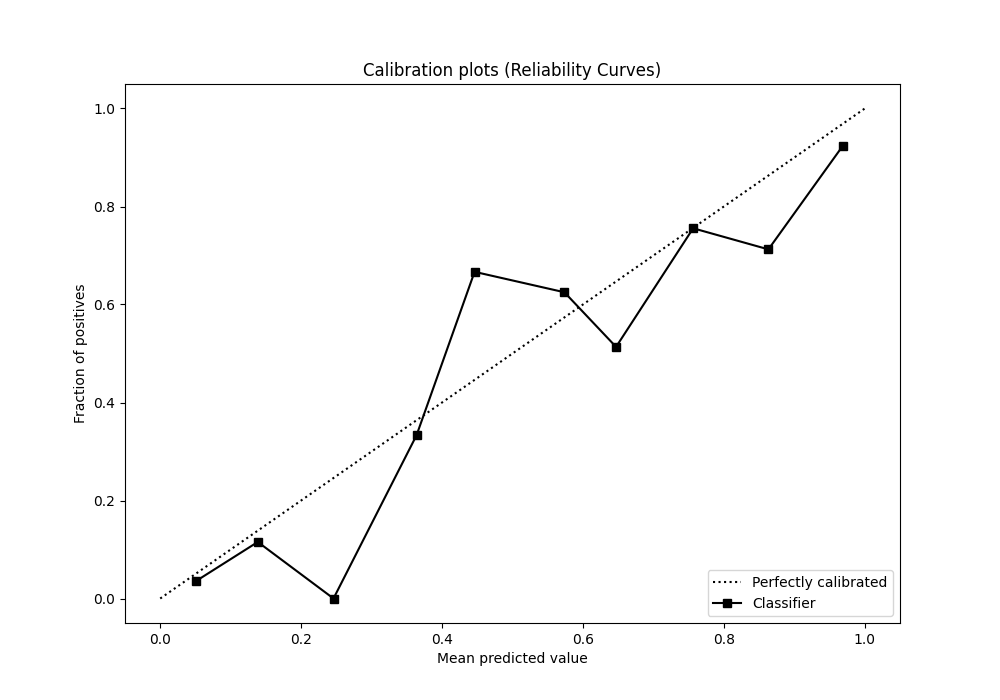 Calibration plots (Reliability Curves)
Fraction of positives
1.0
0.8
0.6
0.4
0.2
0.0
Perfectly calibrated
Classifier
0.0 0.2 0.4 0.6 0.8 1.0
Mean predicted value